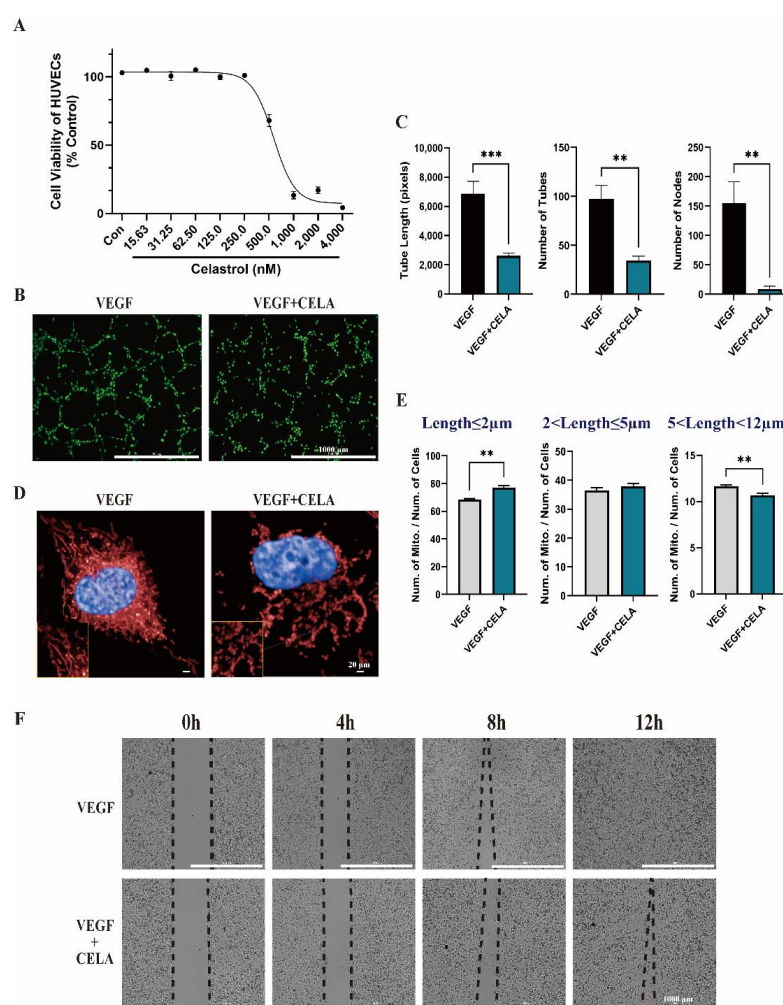 A
Cell Viability of HUVECs
(% Control)
100
50
0
Con
15.63
31.25
62.50
125.0
250.0
500.0
1,000
2,000
4,000
Celastrol (nM)
B
VEGF
VEGF+CELA
1000 µm
C
Tube Length (pixels)
10,000
8,000
6,000
4,000
2,000
0
***
VEGF
VEGF+CELA
Number of Tubes
150
100
50
0
**
VEGF
VEGF+CELA
Number of Nodes
200
150
100
50
0
**
VEGF
VEGF+CELA
D
VEGF
VEGF+CELA
20 µm
E
Length≤2µm
Num. of Mito. / Num. of Cells
100
80
60
40
20
0
**
VEGF
VEGF+CELA
2<Length≤5µm
Num. of Mito. / Num. of Cells
50
40
30
20
10
0
VEGF
VEGF+CELA
5<Length<12µm
Num. of Mito. / Num. of Cells
15
10
5
0
**
VEGF
VEGF+CELA
F
0h
4h
8h
12h
VEGF
VEGF
+
CELA
1000 µm